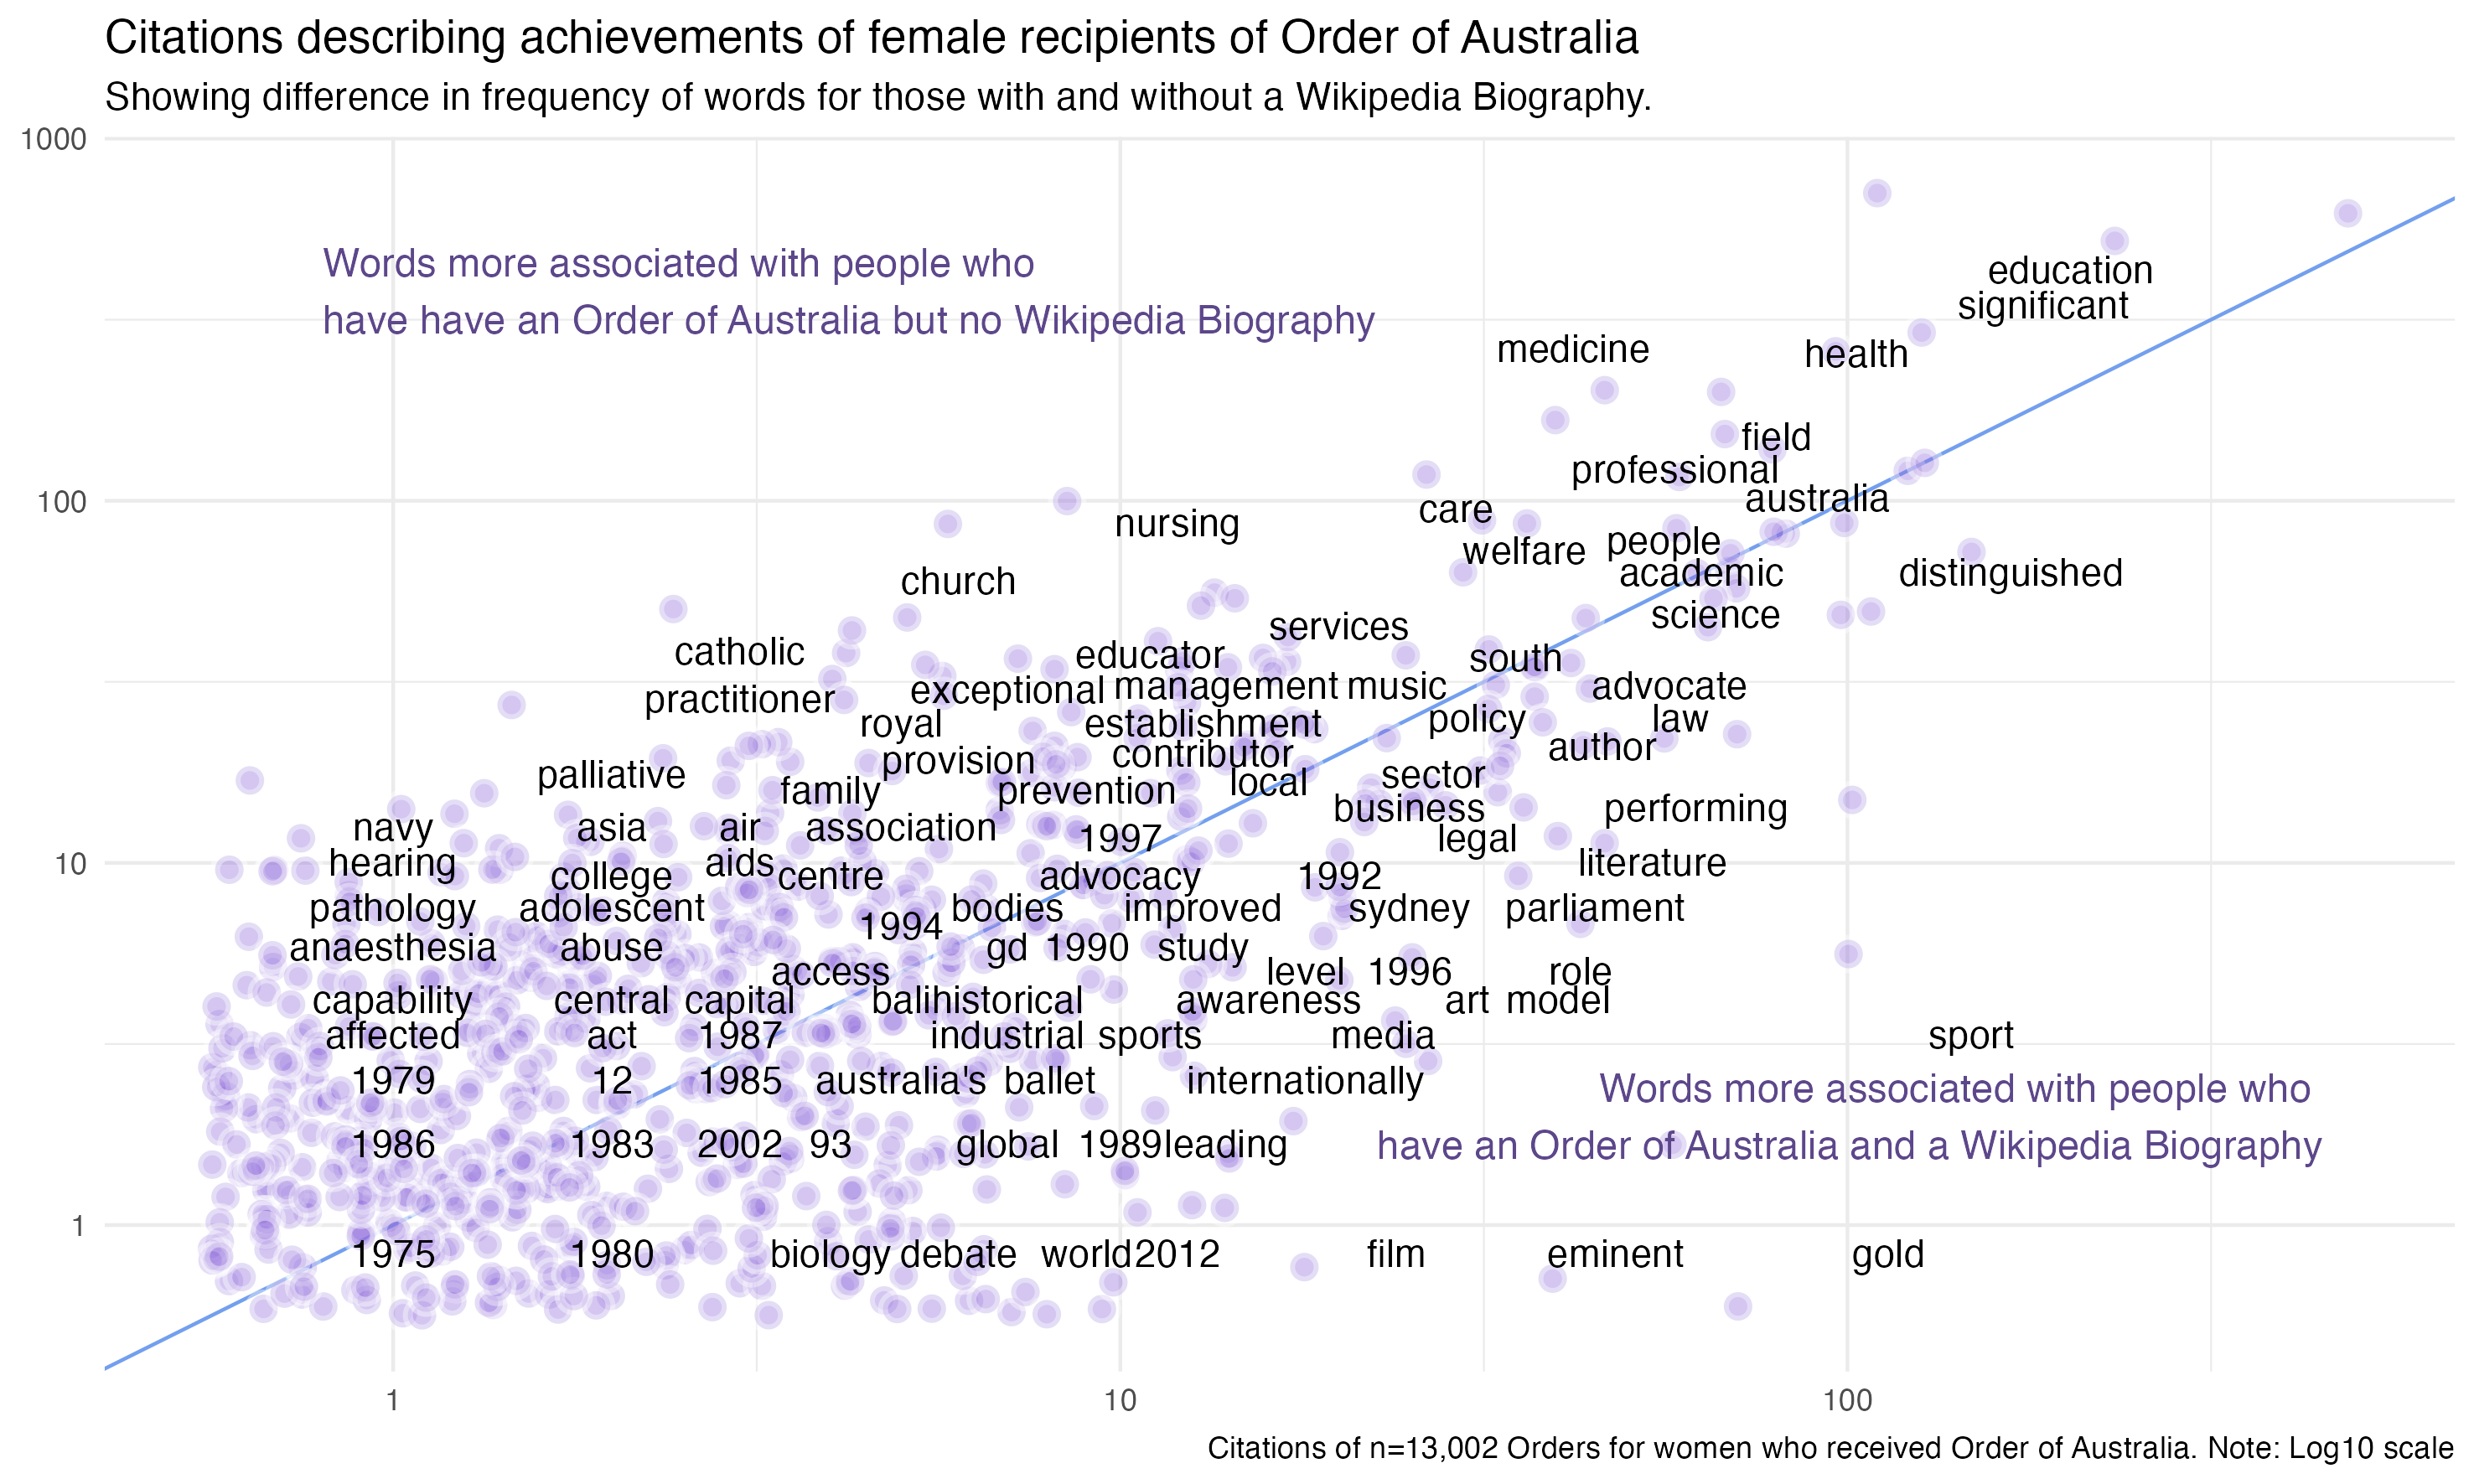 Citations describing achievements of female recipients of Order of Australia
Showing difference in frequency of words for those with and without a Wikipedia Biography.
1000
Words more associated with people who
have have an Order of Australia but no Wikipedia Biography
education
significant
medicine
health
field
professional
100
australia
care
nursing
welfare
people
church
academic
distinguished
science
services
catholic
educator
south
practitioner
exceptional
management
music
advocate
royal
establishment
policy
law
provision
contributor
author
palliative
family
prevention
local
sector
business
performing
navy
asia
air
association
1997
legal
10
hearing
college
aids
centre
advocacy
1992
literature
pathology
adolescent
1994
bodies
improved
sydney
parliament
anaesthesia
abuse
gd
1990
study
access
level
1996
role
capability
central
capital
bali
historical
awareness
art
model
affected
act
1987
industrial
sports
media
sport
1979
12
1985
australia's
ballet
internationally
Words more associated with people who
have an Order of Australia and a Wikipedia Biography
1986
1983
2002
93
global
1989
leading
1
1975
1980
biology
debate
world
2012
film
eminent
gold
1
10
100
Citations of n=13,002 Orders for women who received Order of Australia. Note: Log10 scale